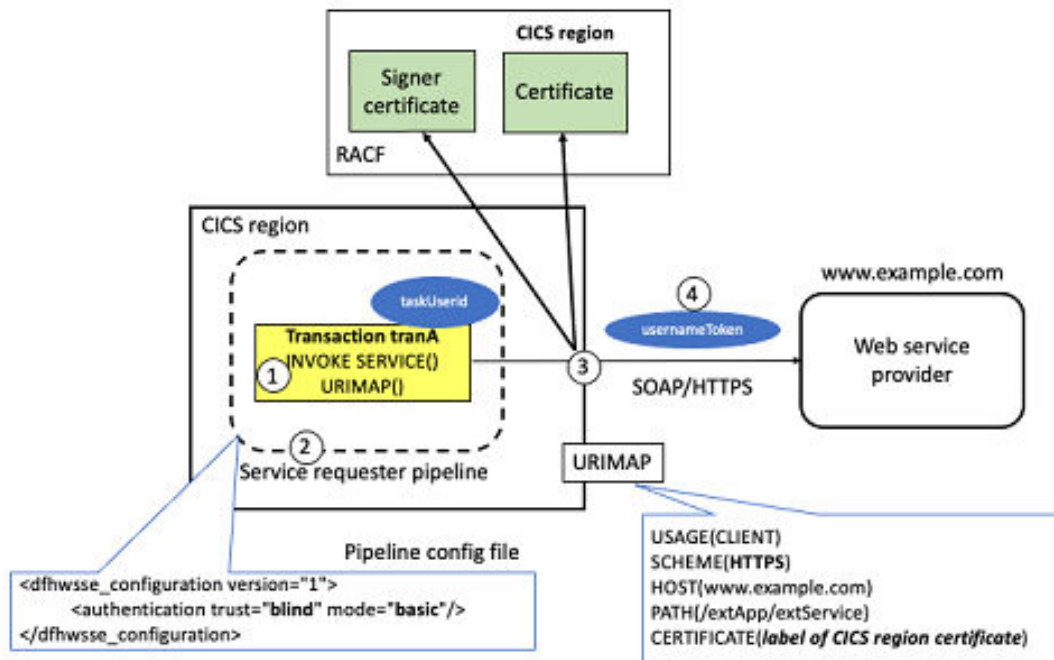 CICS region
Signer
certificate
Certificate
RACF
CICS region
taskUserid
Transaction tranA
INVOKE SERVICE()
URIMAP()
1
2
Service requester pipeline
3
4
usernameToken
SOAP/HTTPS
www.example.com
Web service
provider
URIMAP
Pipeline config file
<dfhwsse_configuration version="1">
<authentication trust="blind" mode="basic"/>
</dfhwsse_configuration>
USAGE(CLIENT)
SCHEME(HTTPS)
HOST(www.example.com)
PATH(/extApp/extService)
CERTIFICATE(label of CICS region certificate)